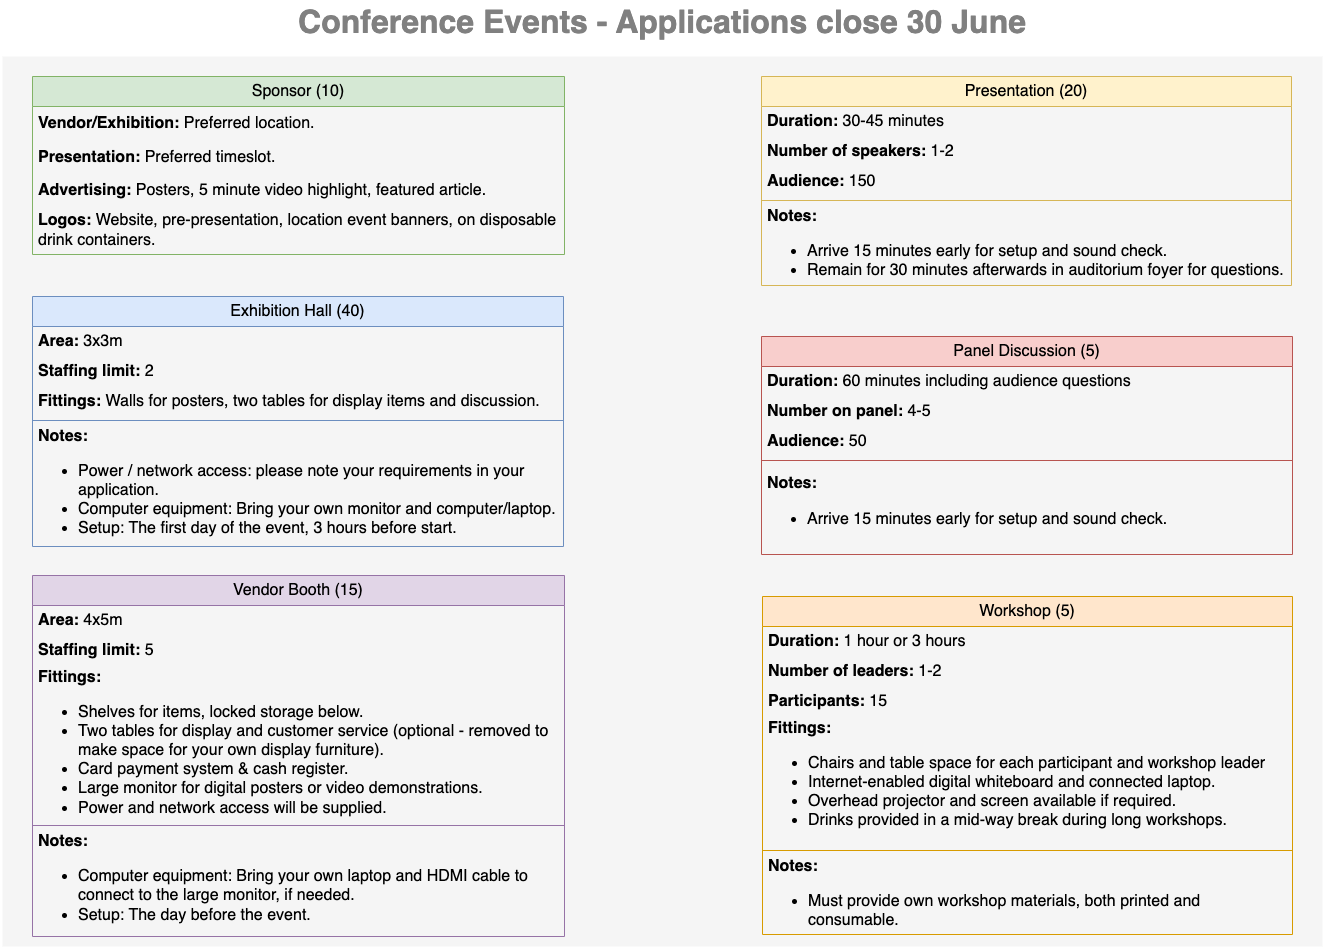 Conference Events - Applications close 30 June
Sponsor (10)
Vendor/Exhibition: Preferred location.
Presentation: Preferred timeslot.
Advertising: Posters, 5 minute video highlight, featured article.
Logos: Website, pre-presentation, location event banners, on disposable
drink containers.
Exhibition Hall (40)
Area: 3x3m
Staffing limit: 2
Fittings: Walls for posters, two tables for display items and discussion.
Notes:
• Power / network access: please note your requirements in your
application.
• Computer equipment: Bring your own monitor and computer/laptop.
• Setup: The first day of the event, 3 hours before start.
Vendor Booth (15)
Area: 4x5m
Staffing limit: 5
Fittings:
• Shelves for items, locked storage below.
• Two tables for display and customer service (optional - removed to
make space for your own display furniture).
• Card payment system & cash register.
• Large monitor for digital posters or video demonstrations.
• Power and network access will be supplied.
Notes:
• Computer equipment: Bring your own laptop and HDMI cable to
connect to the large monitor, if needed.
• Setup: The day before the event.
Presentation (20)
Duration: 30-45 minutes
Number of speakers: 1-2
Audience: 150
Notes:
• Arrive 15 minutes early for setup and sound check.
• Remain for 30 minutes afterwards in auditorium foyer for questions.
Panel Discussion (5)
Duration: 60 minutes including audience questions
Number on panel: 4-5
Audience: 50
Notes:
• Arrive 15 minutes early for setup and sound check.
Workshop (5)
Duration: 1 hour or 3 hours
Number of leaders: 1-2
Participants: 15
Fittings:
• Chairs and table space for each participant and workshop leader
• Internet-enabled digital whiteboard and connected laptop.
• Overhead projector and screen available if required.
• Drinks provided in a mid-way break during long workshops.
Notes:
• Must provide own workshop materials, both printed and
consumable.